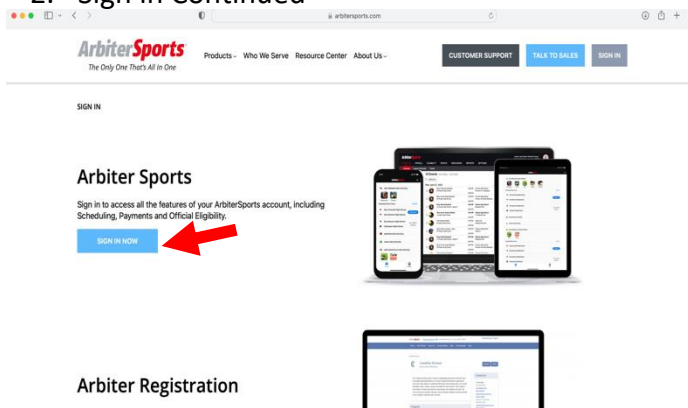 2. Sign in Continued
arbitersports.com
ArbiterSports
The Only One That's All In One
Products Who We Serve Resource Center About Us
CUSTOMER SUPPORT TALK TO SALES SIGN IN
SIGN IN
Arbiter Sports
Sign in to access all the features of your ArbiterSports account, including
Scheduling, Payments and Official Eligibility.
SIGN IN NOW
Arbiter Registration